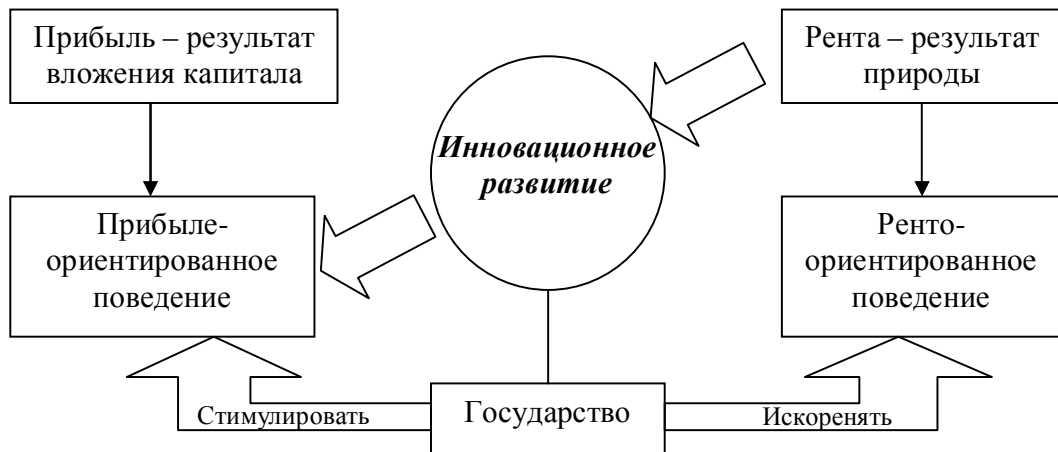 Прибыль – результат
вложения капитала
Рента – результат
природы
Инновационное
развитие
Прибыле-
ориентированное
поведение
Ренто-
ориентированное
поведение
Стимулировать
Государство
Искоренять